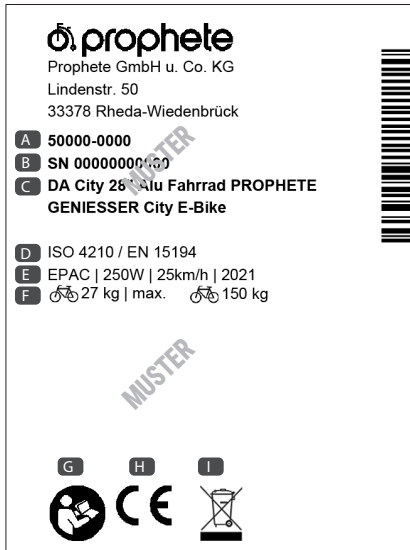 prophete
Prophete GmbH u. Co. KG
Lindenstr. 50
33378 Rheda-Wiedenbrück
A 50000-0000
B SN 00000000000
MUSTER
C DA City 28" Alu Fahrrad PROPHETE
GENIESSER City E-Bike
D ISO 4210 / EN 15194
E EPAC | 250W | 25km/h | 2021
F 27 kg | max. 150 kg
MUSTER
G H I
CE